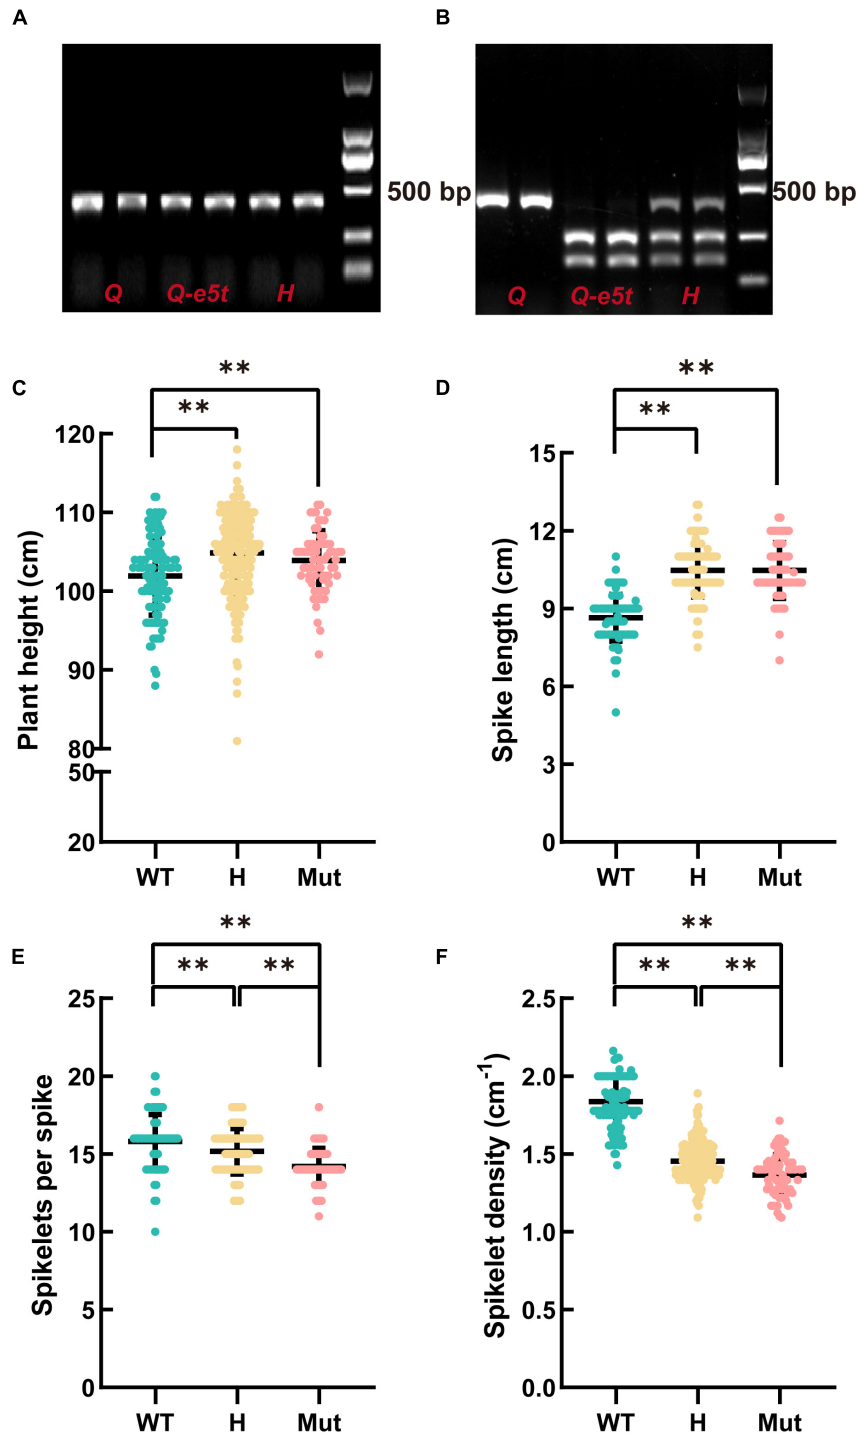 A
B
500 bp
500 bp
Q Q-e5t H
Q Q-e5t H
C
**
**
Plant height (cm)
120
110
100
90
80
50
20
WT H Mut
D
**
**
Spike length (cm)
15
12
9
6
3
0
WT H Mut
E
**
** **
Spikelets per spike
25
20
15
10
5
0
WT H Mut
F
**
** **
Spikelet density (cm⁻¹)
2.5
2.0
1.5
1.0
0.5
0.0
WT H Mut